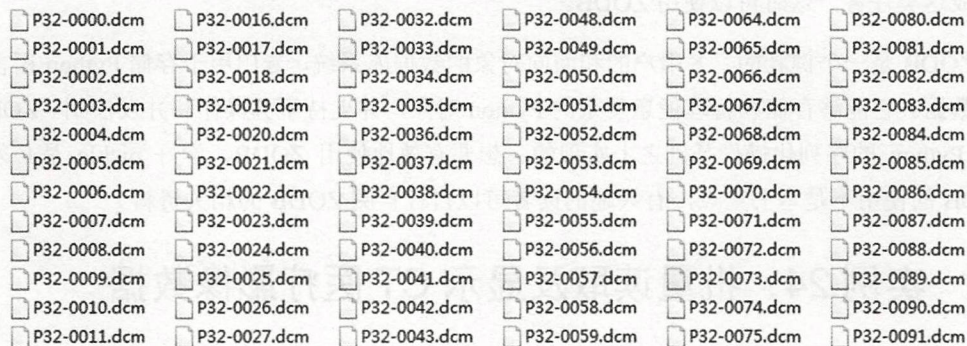 P32-0000.dcm P32-0016.dcm P32-0032.dcm P32-0048.dcm P32-0064.dcm P32-0080.dcm
P32-0001.dcm P32-0017.dcm P32-0033.dcm P32-0049.dcm P32-0065.dcm P32-0081.dcm
P32-0002.dcm P32-0018.dcm P32-0034.dcm P32-0050.dcm P32-0066.dcm P32-0082.dcm
P32-0003.dcm P32-0019.dcm P32-0035.dcm P32-0051.dcm P32-0067.dcm P32-0083.dcm
P32-0004.dcm P32-0020.dcm P32-0036.dcm P32-0052.dcm P32-0068.dcm P32-0084.dcm
P32-0005.dcm P32-0021.dcm P32-0037.dcm P32-0053.dcm P32-0069.dcm P32-0085.dcm
P32-0006.dcm P32-0022.dcm P32-0038.dcm P32-0054.dcm P32-0070.dcm P32-0086.dcm
P32-0007.dcm P32-0023.dcm P32-0039.dcm P32-0055.dcm P32-0071.dcm P32-0087.dcm
P32-0008.dcm P32-0024.dcm P32-0040.dcm P32-0056.dcm P32-0072.dcm P32-0088.dcm
P32-0009.dcm P32-0025.dcm P32-0041.dcm P32-0057.dcm P32-0073.dcm P32-0089.dcm
P32-0010.dcm P32-0026.dcm P32-0042.dcm P32-0058.dcm P32-0074.dcm P32-0090.dcm
P32-0011.dcm P32-0027.dcm P32-0043.dcm P32-0059.dcm P32-0075.dcm P32-0091.dcm